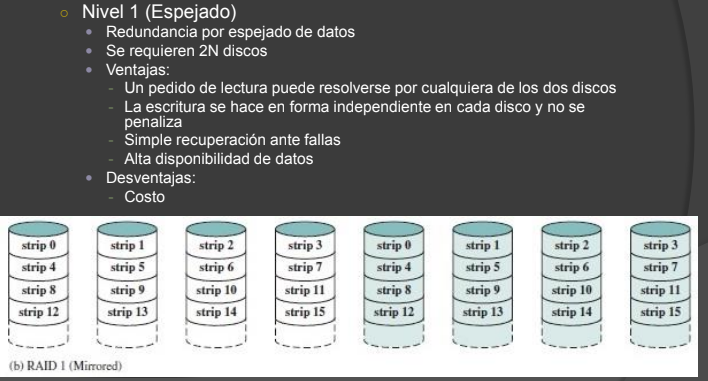 Nivel 1 (Espejado)
Redundancia por espejado de datos
Se requieren 2N discos
Ventajas:
- Un pedido de lectura puede resolverse por cualquiera de los dos discos
- La escritura se hace en forma independiente en cada disco y no se
penaliza
- Simple recuperación ante fallas
- Alta disponibilidad de datos
Desventajas:
- Costo
strip 0 strip 1 strip 2 strip 3 strip 0 strip 1 strip 2 strip 3
strip 4 strip 5 strip 6 strip 7 strip 4 strip 5 strip 6 strip 7
strip 8 strip 9 strip 10 strip 11 strip 8 strip 9 strip 10 strip 11
strip 12 strip 13 strip 14 strip 15 strip 12 strip 13 strip 14 strip 15
(b) RAID 1 (Mirrored)